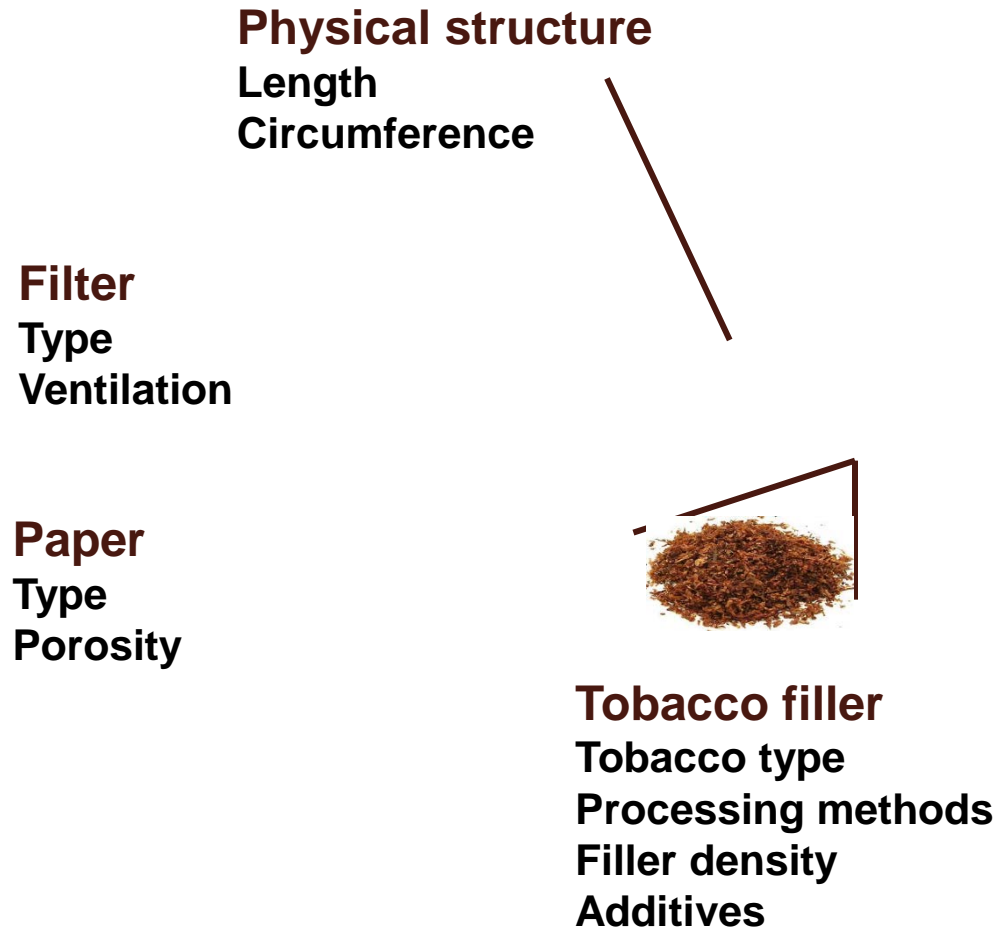 Physical structure
Length
Circumference
Filter
Type
Ventilation
Paper
Type
Porosity
Tobacco filler
Tobacco type
Processing methods
Filler density
Additives